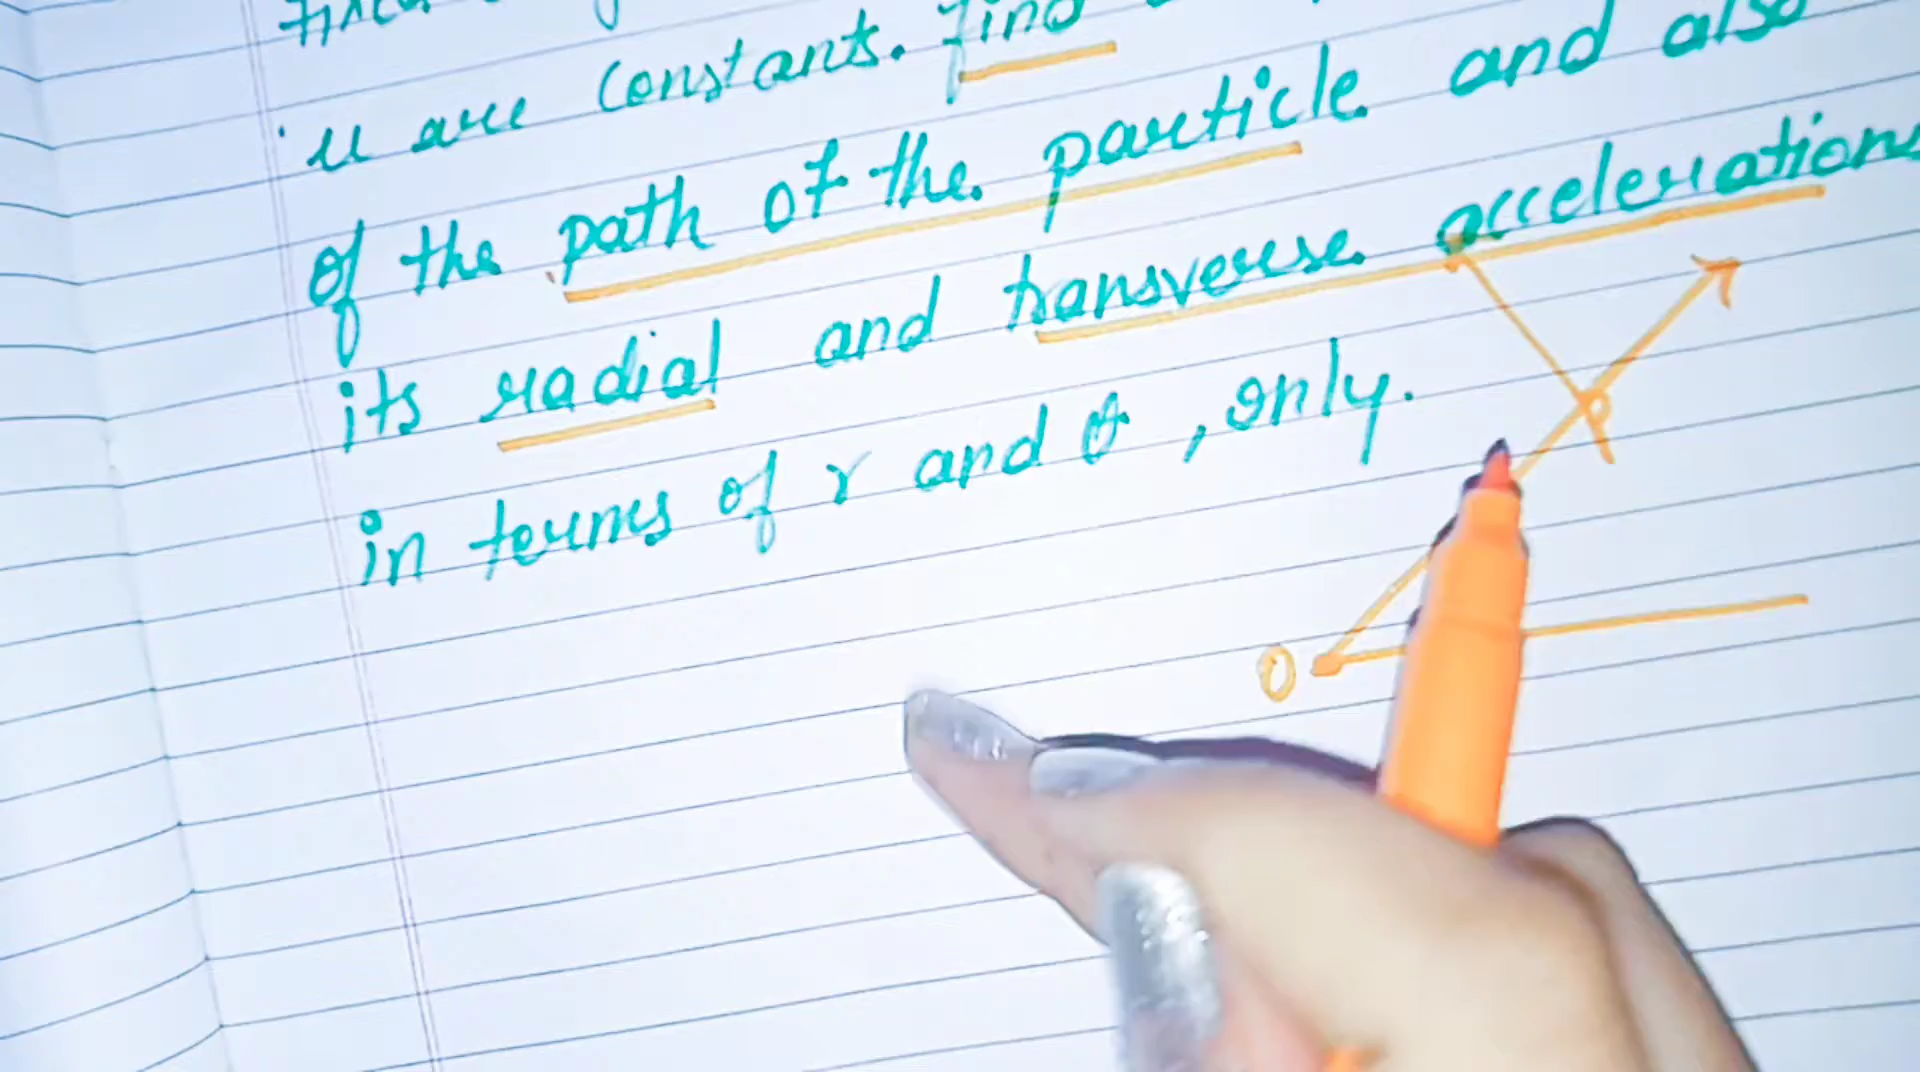 u are constants. find
of the path of the particle and also
its radial and transverse accelerations
in terms of r and θ, only.
O